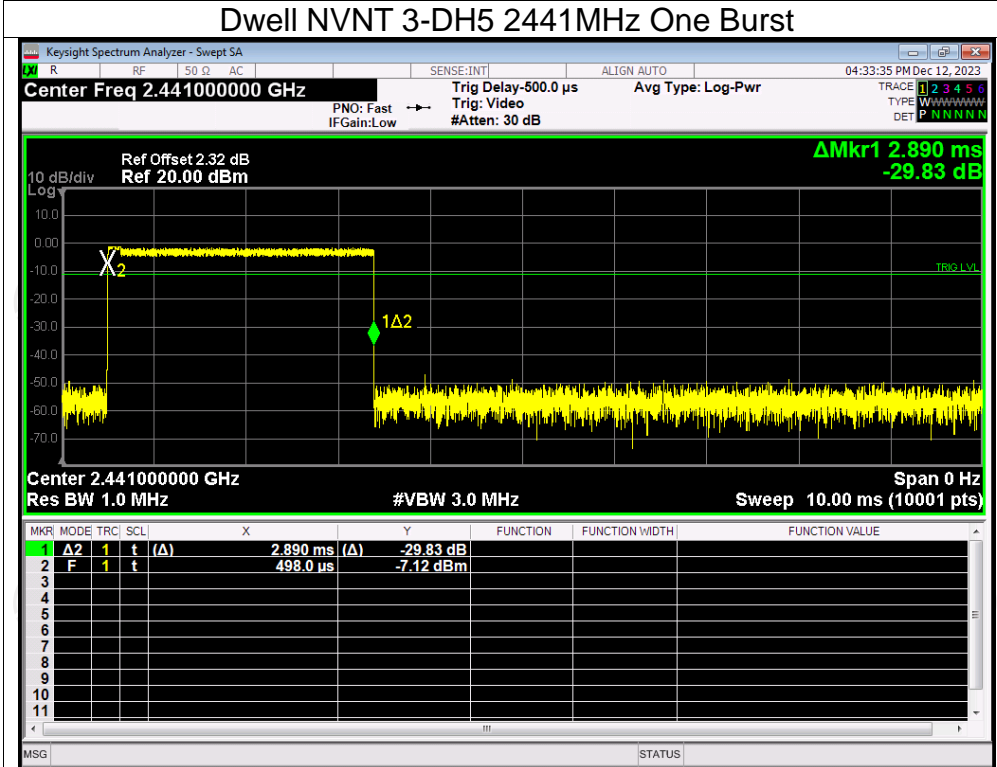 Dwell NVNT 3-DH5 2441MHz One Burst
Keysight Spectrum Analyzer - Swept SA
LXI R RF 50 Ω AC SENSE:INT ALIGN AUTO 04:33:35 PM Dec 12, 2023
Center Freq 2.441000000 GHz Trig Delay-500.0 µs Avg Type: Log-Pwr TRACE 1 2 3 4 5 6
PNO: Fast Trig: Video TYPE WWWWWW
IFGain:Low #Atten: 30 dB DET P N N N N N
ΔMkr1 2.890 ms
-29.83 dB
Ref Offset 2.32 dB
10 dB/div Ref 20.00 dBm
Log
10.0
0.00
-10.0
-20.0
-30.0
-40.0
-50.0
-60.0
-70.0
X2
TRIG LVL
1Δ2
Center 2.441000000 GHz Span 0 Hz
Res BW 1.0 MHz #VBW 3.0 MHz Sweep 10.00 ms (10001 pts)
MKR MODE TRC SCL X Y FUNCTION FUNCTION WIDTH FUNCTION VALUE
1 Δ2 1 t (Δ) 2.890 ms (Δ) -29.83 dB
2 F 1 t 498.0 µs -7.12 dBm
3
4
5
6
7
8
9
10
11
MSG STATUS